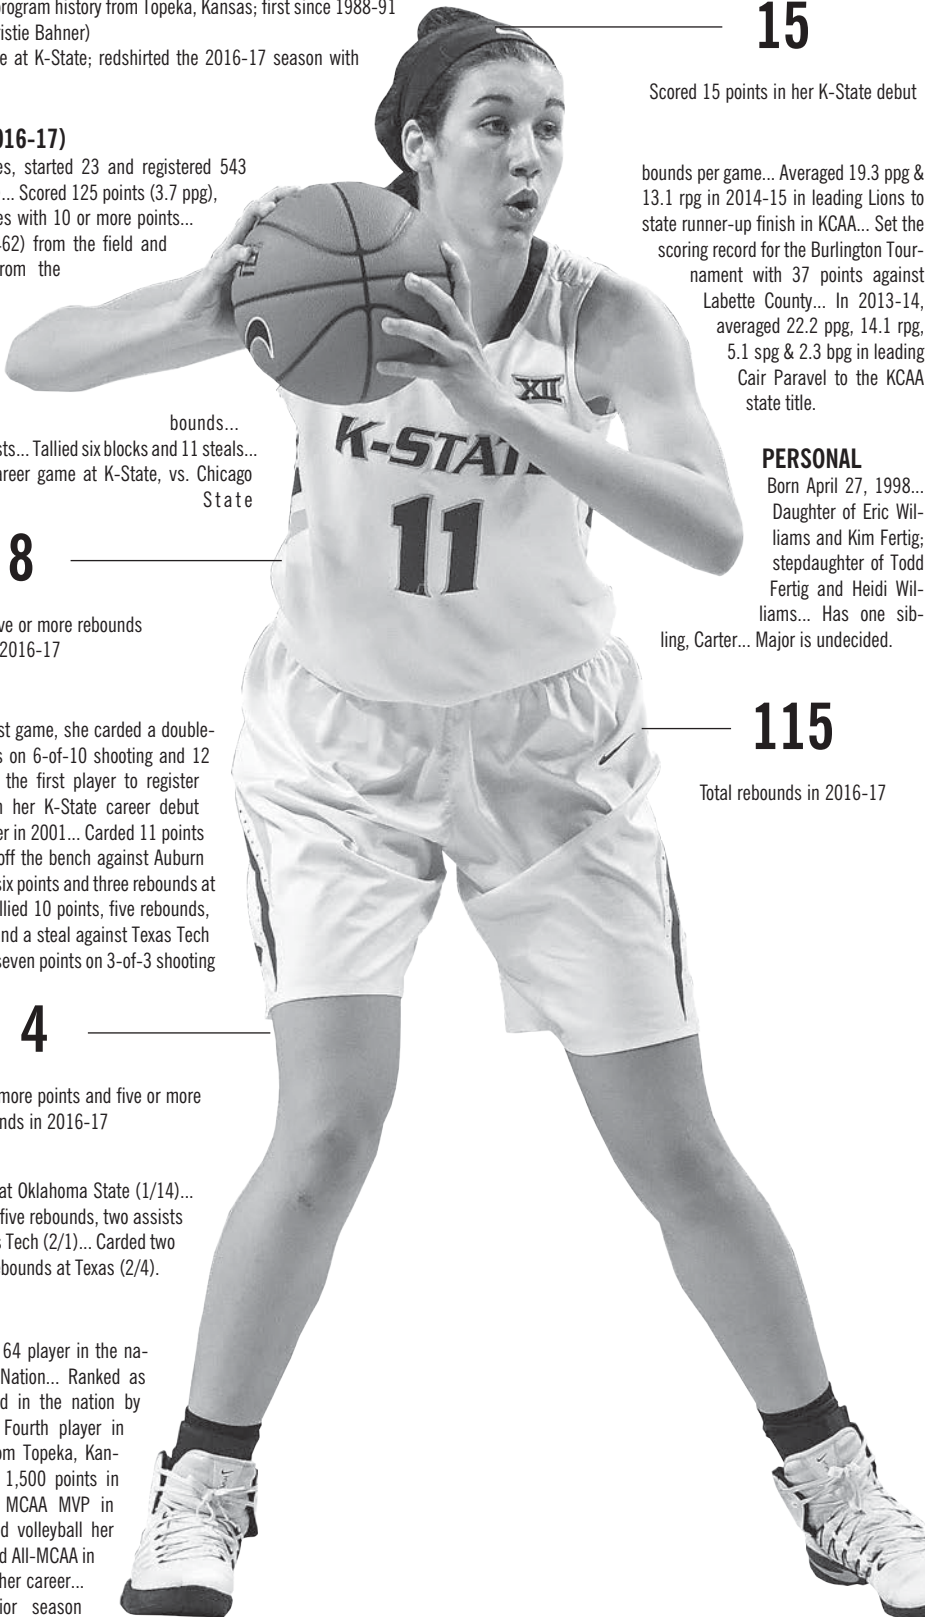 program history from Topeka, Kansas; first since 1988-91
ristie Bahner)
e at K-State; redshirted the 2016-17 season with
016-17)
es, started 23 and registered 543
... Scored 125 points (3.7 ppg),
es with 10 or more points...
62) from the field and
rom the
bounds...
sts... Tallied six blocks and 11 steals...
areer game at K-State, vs. Chicago
State
8
ve or more rebounds
2016-17
st game, she carded a double-
s on 6-of-10 shooting and 12
the first player to register
n her K-State career debut
er in 2001... Carded 11 points
off the bench against Auburn
six points and three rebounds at
llied 10 points, five rebounds,
nd a steal against Texas Tech
seven points on 3-of-3 shooting
4
more points and five or more
nds in 2016-17
at Oklahoma State (1/14)...
five rebounds, two assists
s Tech (2/1)... Carded two
ebounds at Texas (2/4).
64 player in the na-
Nation... Ranked as
d in the nation by
Fourth player in
om Topeka, Kan-
1,500 points in
MCAA MVP in
d volleyball her
d All-MCAA in
her career...
ior season
XII
K-STATE
11
15
Scored 15 points in her K-State debut
bounds per game... Averaged 19.3 ppg &
13.1 rpg in 2014-15 in leading Lions to
state runner-up finish in KCAA... Set the
scoring record for the Burlington Tour-
nament with 37 points against
Labette County... In 2013-14,
averaged 22.2 ppg, 14.1 rpg,
5.1 spg & 2.3 bpg in leading
Cair Paravel to the KCAA
state title.
PERSONAL
Born April 27, 1998...
Daughter of Eric Wil-
liams and Kim Fertig;
stepdaughter of Todd
Fertig and Heidi Wil-
liams... Has one sib-
ling, Carter... Major is undecided.
115
Total rebounds in 2016-17